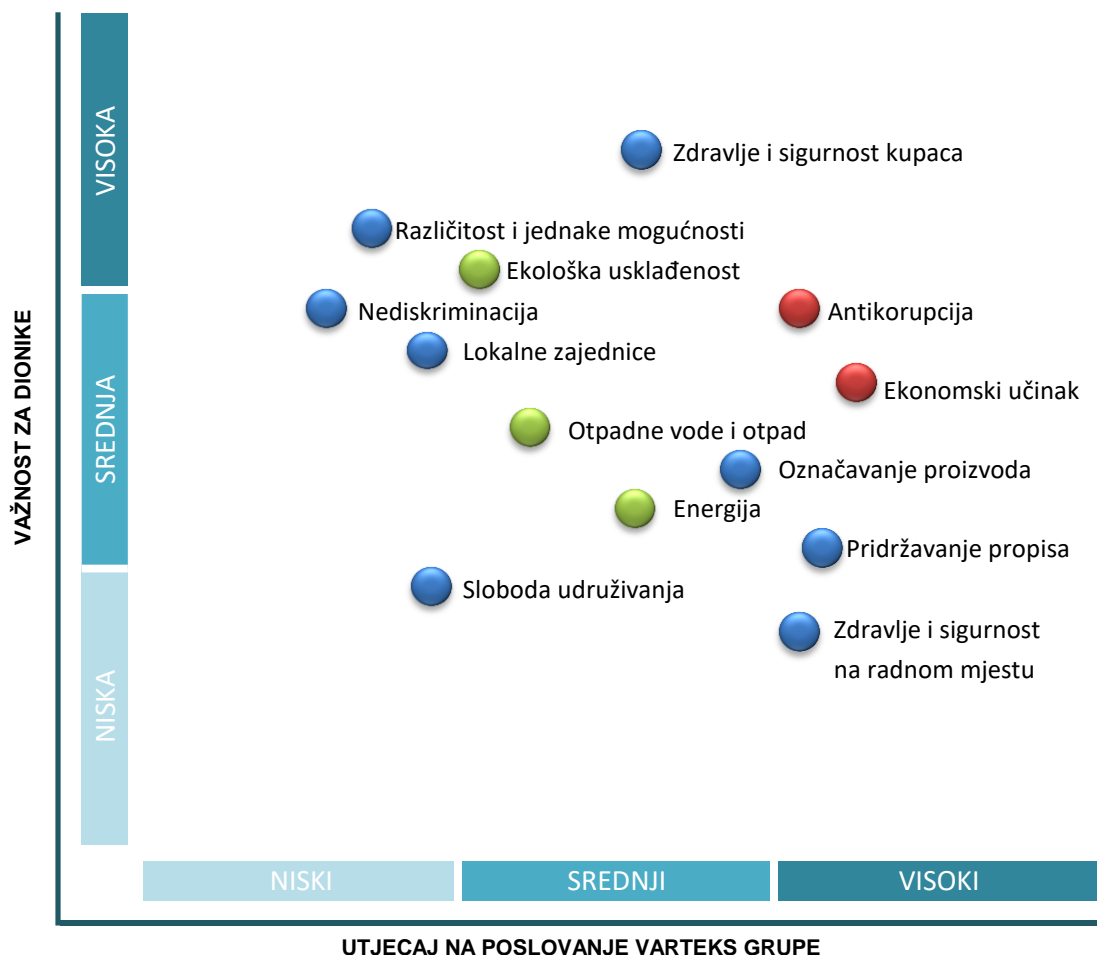 VISOKA
SREDNJA
NISKA
VAŽNOST ZA DIONIKE
Zdravlje i sigurnost kupaca
Različitost i jednake mogućnosti
Ekološka usklađenost
Nediskriminacija
Antikorupcija
Lokalne zajednice
Ekonomski učinak
Otpadne vode i otpad
Označavanje proizvoda
Energija
Pridržavanje propisa
Sloboda udruživanja
Zdravlje i sigurnost
na radnom mjestu
NISKI
SREDNJI
VISOKI
UTJECAJ NA POSLOVANJE VARTEKS GRUPE